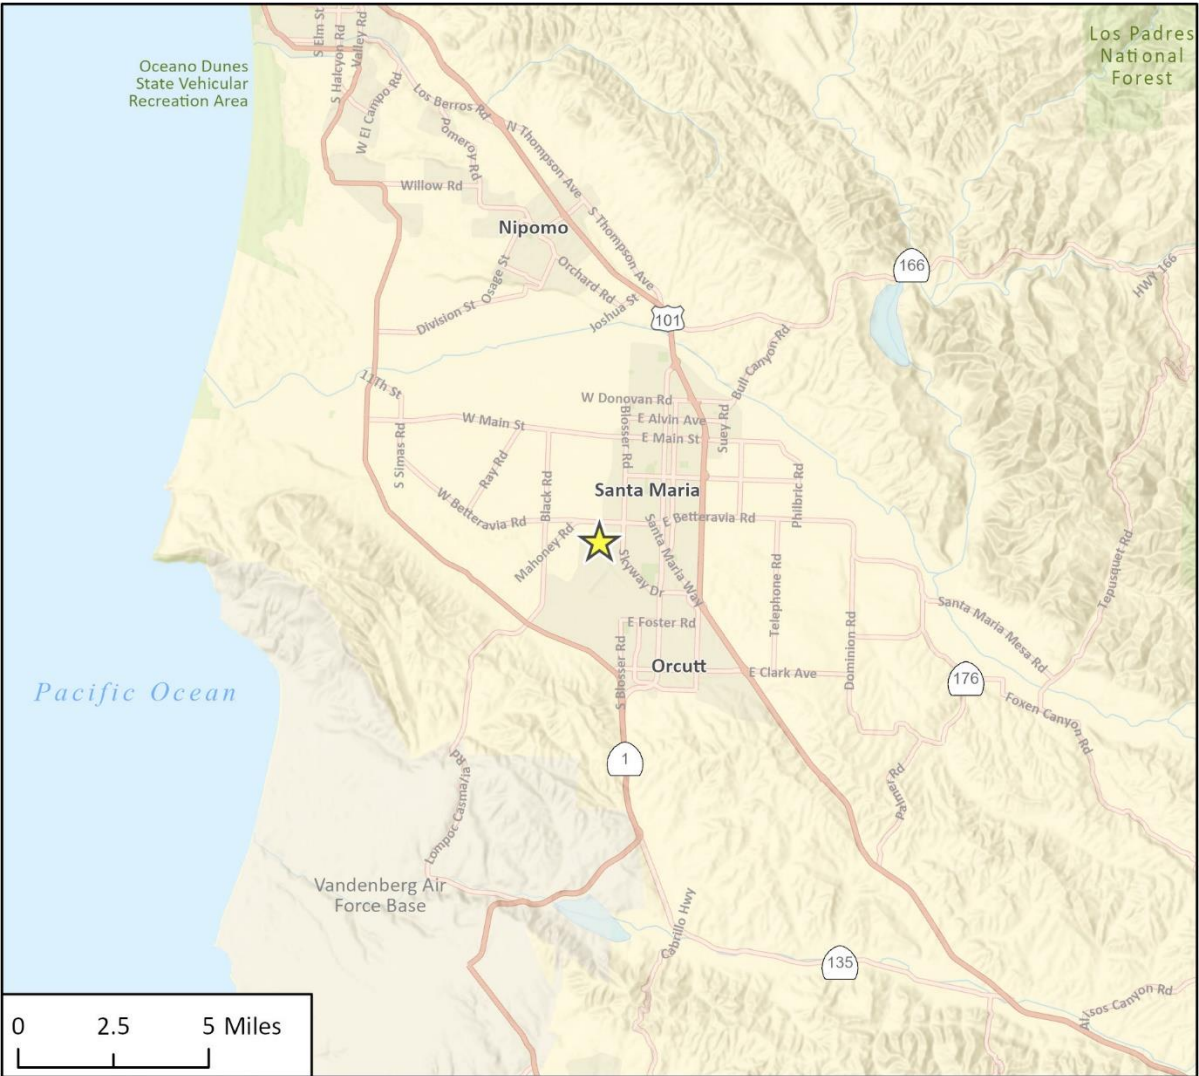 Los Padres
National
Forest
Oceano Dunes
State Vehicular
Recreation Area
S Elm St
S Halcyon Rd
Valley Rd
W El Campo Rd
Los Berros Rd
Pomeroy Rd
N Thompson Ave
Willow Rd
S Thompson Ave
Nipomo
Osage St
Orchard Rd
166
HWY 166
Division St
Joshua St
101
Bull Canyon Rd
11Th St
W Donovan Rd
Blosser Rd
E Alvin Ave
Suey Rd
W Main St
E Main St
S Simas Rd
Ray Rd
Black Rd
Philbric Rd
Santa Maria
W Betteravia Rd
E Betteravia Rd
Mahoney Rd
Santa Maria Way
Skyway Dr
Telephone Rd
Tepusquet Rd
Dominion Rd
Santa Maria Mesa Rd
E Foster Rd
S Blosser Rd
Orcutt
E Clark Ave
176
Foxen Canyon Rd
Pacific Ocean
1
Lompoc Casmalia Rd
Palmer Rd
Vandenberg Air
Force Base
Cabrillo Hwy
135
Alisos Canyon Rd
0 2.5 5 Miles